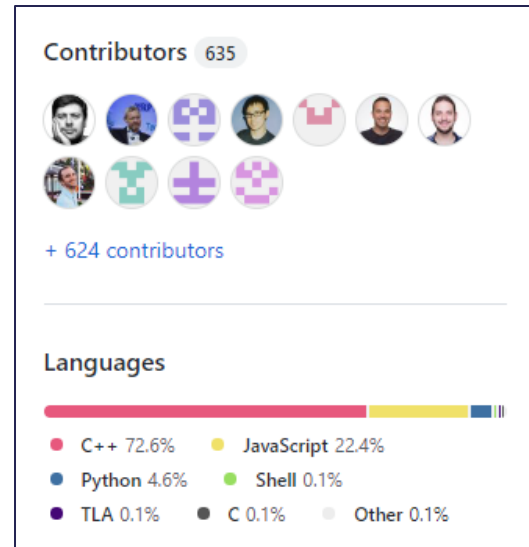 Contributors 635
+ 624 contributors
Languages
C++ 72.6% JavaScript 22.4%
Python 4.6% Shell 0.1%
TLA 0.1% C 0.1% Other 0.1%